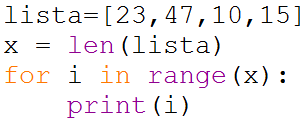 lista=[23,47,10,15]
x = len(lista)
for i in range(x):
    print(i)